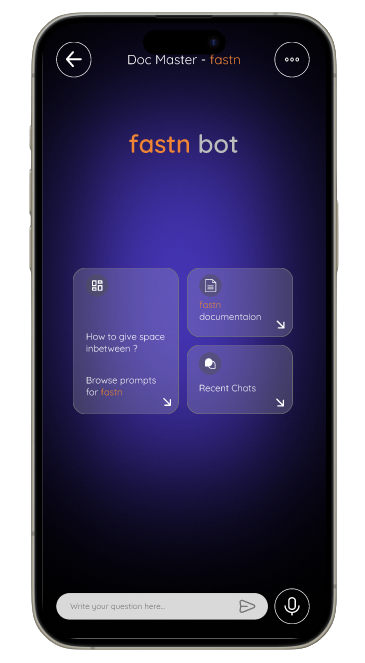 Doc Master - fastn
fastn bot
How to give space
inbetween ?
Browse prompts
for fastn
fastn
documentaion
Recent Chats
Write your question here...